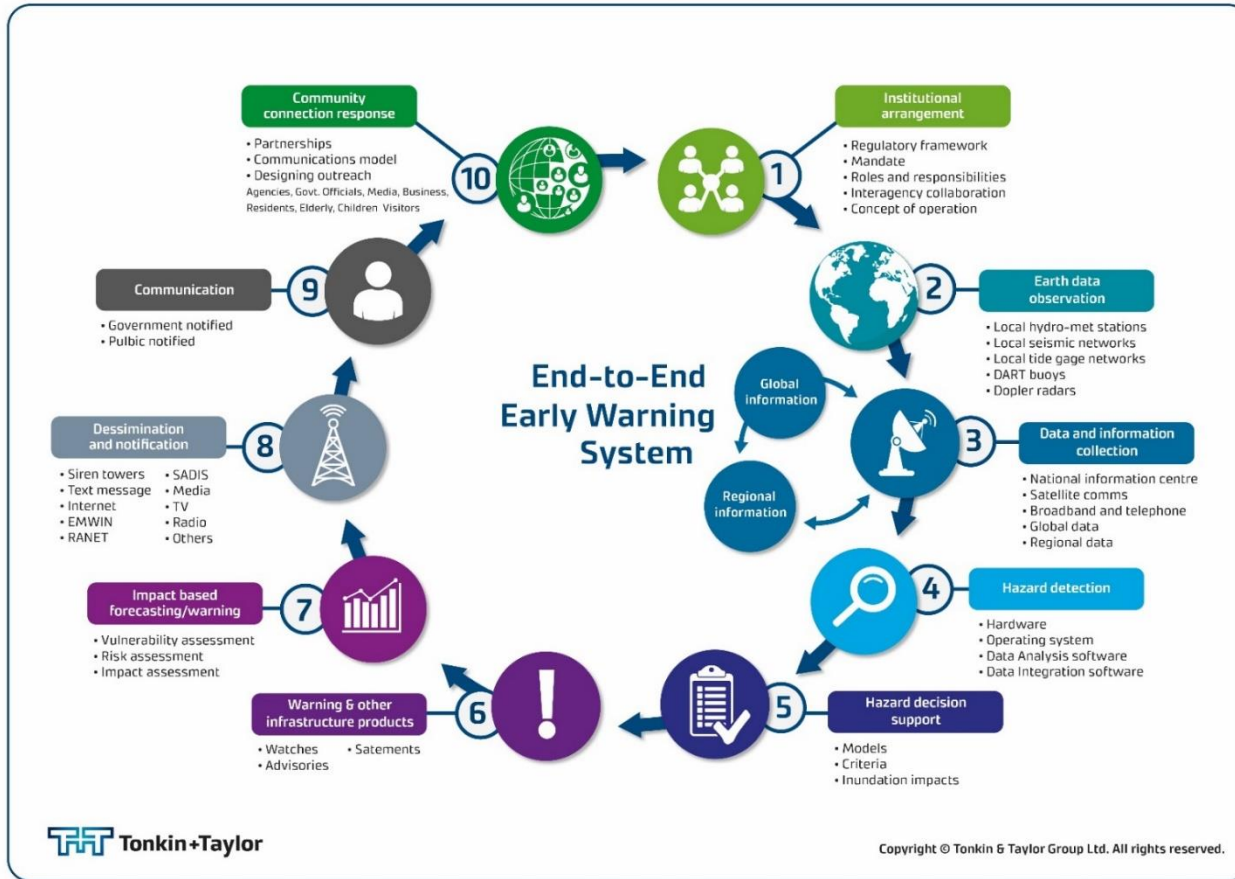 Community
connection response
• Partnerships
• Communications model
• Designing outreach
Agencies, Govt. Officials, Media, Business,
Residents, Elderly, Children Visitors
10
Institutional
arrangement
1
• Regulatory framework
• Mandate
• Roles and responsibilities
• Interagency collaboration
• Concept of operation
Earth data
observation
2
• Local hydro-met stations
• Local seismic networks
• Local tide gage networks
• DART buoys
• Dopler radars
Data and information
collection
3
• National information centre
• Satellite comms
• Broadband and telephone
• Global data
• Regional data
Global
information
Regional
information
End-to-End
Early Warning
System
Hazard detection
4
• Hardware
• Operating system
• Data Analysis software
• Data Integration software
Hazard decision
support
5
• Models
• Criteria
• Inundation impacts
Warning & other
infrastructure products
6
• Watches • Satements
• Advisories
Impact based
forecasting/warning
7
• Vulnerability assessment
• Risk assessment
• Impact assessment
Dessimination
and notification
8
• Siren towers • SADIS
• Text message • Media
• Internet • TV
• EMWIN • Radio
• RANET • Others
Communication
9
• Government notified
• Pulbic notified
T+T Tonkin+Taylor
Copyright © Tonkin & Taylor Group Ltd. All rights reserved.